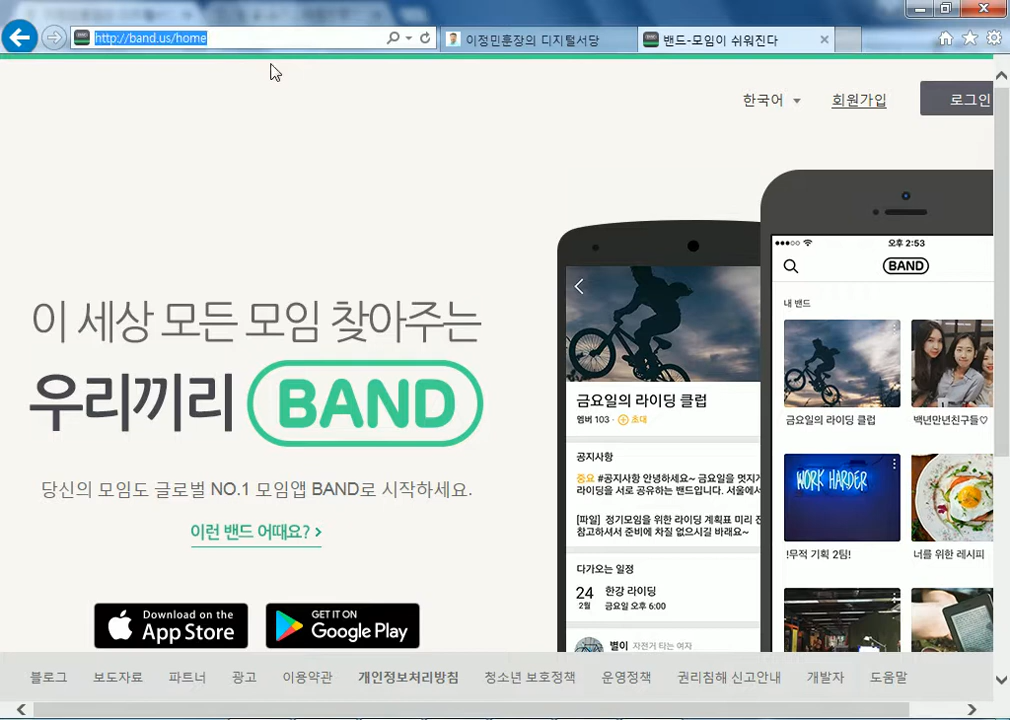 http://band.us/home
이정민훈장의 디지털서당
밴드-모임이 쉬워진다
한국어
회원가입
로그인
이 세상 모든 모임 찾아주는
우리끼리 BAND
당신의 모임도 글로벌 NO.1 모임앱 BAND로 시작하세요.
이런 밴드 어때요?
Download on the
App Store
GET IT ON
Google Play
금요일의 라이딩 클럽
멤버 103 · 초대
공지사항
중요 #공지사항 안녕하세요~ 금요일을 멋지게
라이딩을 서로 공유하는 밴드입니다. 서울에서
[파일] 정기모임을 위한 라이딩 계획표 미리
참고하셔서 준비에 차질 없으시길 바래요~
다가오는 일정
24
2월
한강 라이딩
금요일 오후 6:00
별이 자전거 타는 여자
오후 2:53
BAND
내 밴드
금요일의 라이딩 클럽
백년만년친구들♡
WORK HARDER
!무적 기획 2팀!
너를 위한 레시피
블로그
보도자료
파트너
광고
이용약관
개인정보처리방침
청소년 보호정책
운영정책
권리침해 신고안내
개발자
도움말